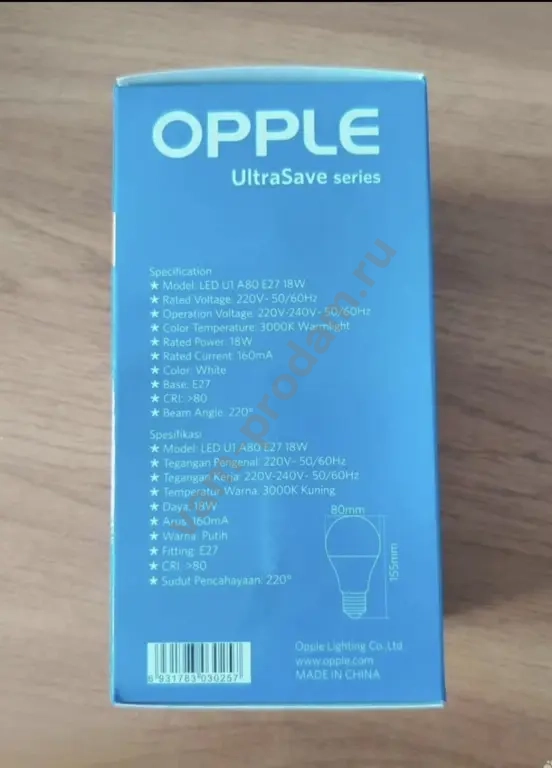 OPPLE
UltraSave series
Specification
★ Model: LED U1 A80 E27 18W
★ Rated Voltage: 220V~ 50/60Hz
★ Operation Voltage: 220V-240V~ 50/60Hz
★ Color Temperature: 3000K Warmlight
★ Rated Power: 18W
★ Rated Current: 160mA
★ Color: White
★ Base: E27
★ CRI: >80
★ Beam Angle: 220°
Spesifikasi
★ Model: LED U1 A80 E27 18W
★ Tegangan Pengenal: 220V~ 50/60Hz
★ Tegangan Kerja: 220V-240V~ 50/60Hz
★ Temperatur Warna: 3000K Kuning
★ Daya: 18W
★ Arus: 160mA
★ Warna: Putih
★ Fitting: E27
★ CRI: >80
★ Sudut Pencahayaan: 220°
80mm
155mm
6 931783 030257
Opple Lighting Co.,Ltd
www.opple.com
MADE IN CHINA